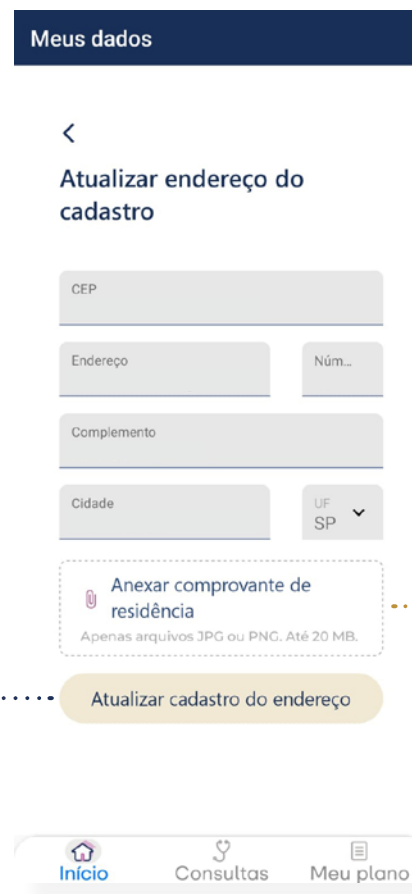 Meus dados
Atualizar endereço do
cadastro
CEP
Endereço
Núm...
Complemento
Cidade
UF
SP
Anexar comprovante de
residência
Apenas arquivos JPG ou PNG. Até 20 MB.
Atualizar cadastro do endereço
Início
Consultas
Meu plano